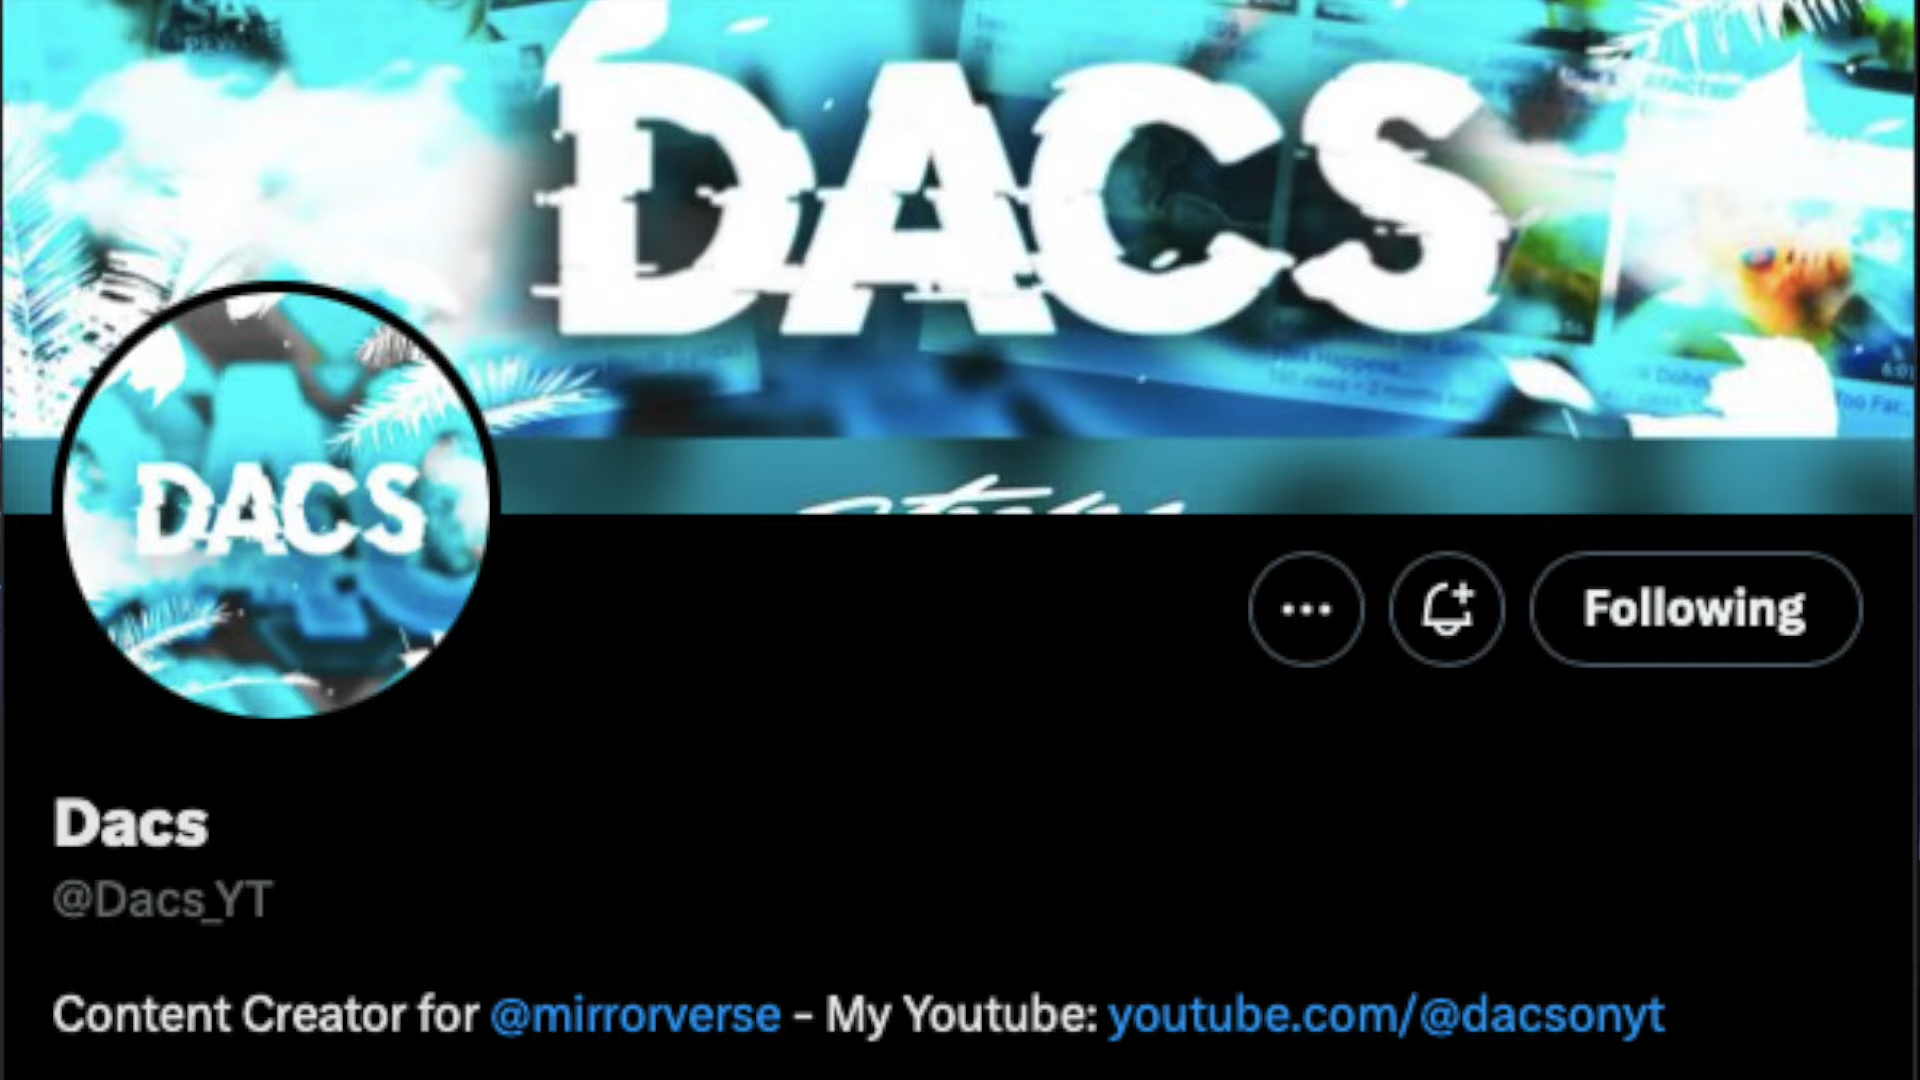 DACS
DACS
Following
Dacs
@Dacs_YT
Content Creator for @mirrorverse - My Youtube: youtube.com/@dacsonyt